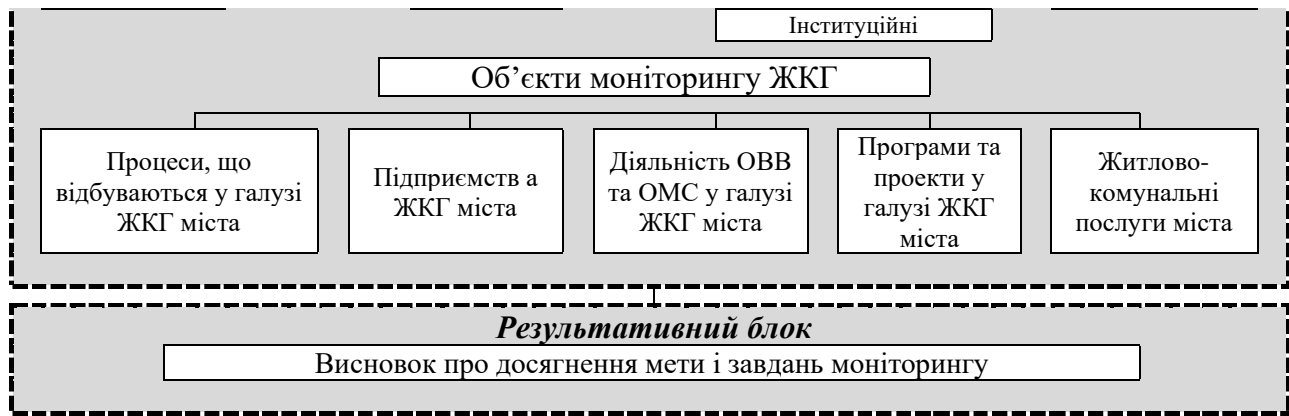 Інституційні
Об’єкти моніторингу ЖКГ
Процеси, що
відбуваються у галузі
ЖКГ міста
Підприємств а
ЖКГ міста
Діяльність ОВВ
та ОМС у галузі
ЖКГ міста
Програми та
проекти у
галузі ЖКГ
міста
Житлово-
комунальні
послуги міста
Результативний блок
Висновок про досягнення мети і завдань моніторингу